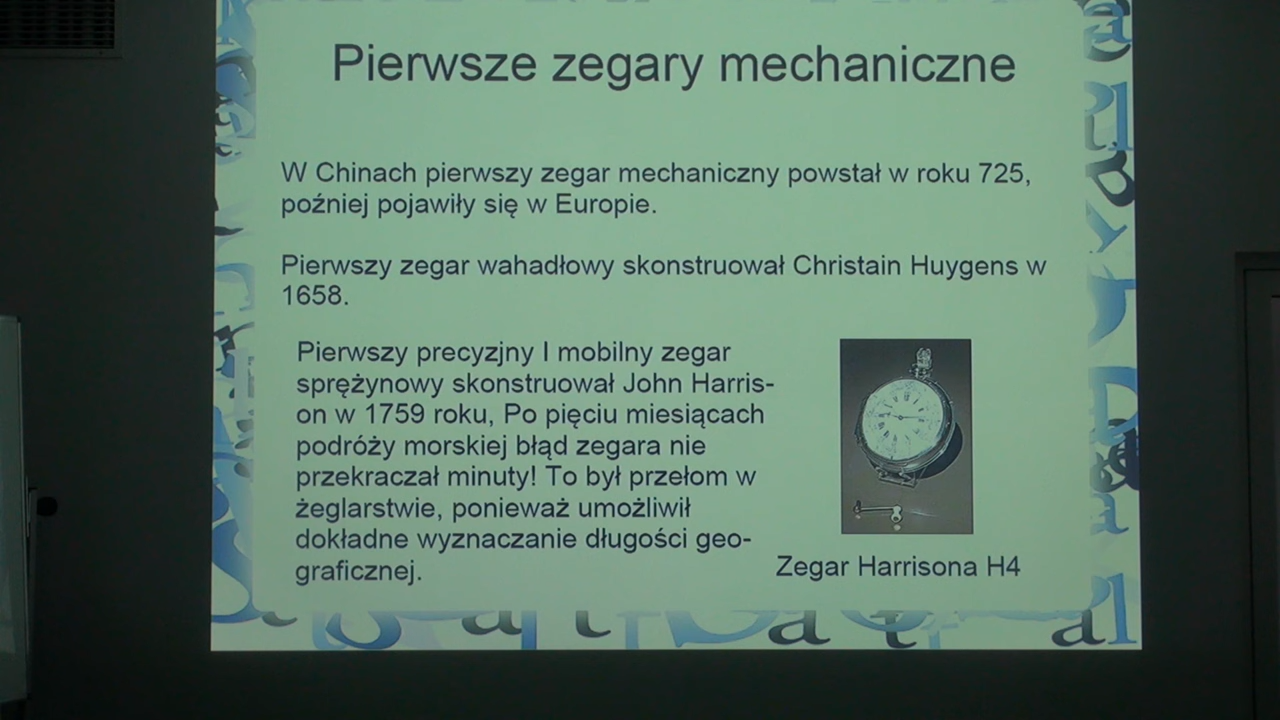 Pierwsze zegary mechaniczne
W Chinach pierwszy zegar mechaniczny powstał w roku 725,
poźniej pojawiły się w Europie.
Pierwszy zegar wahadłowy skonstruował Christain Huygens w
1658.
Pierwszy precyzjny I mobilny zegar
sprężynowy skonstruował John Harris-
on w 1759 roku, Po pięciu miesiącach
podróży morskiej błąd zegara nie
przekraczał minuty! To był przełom w
żeglarstwie, ponieważ umożliwił
dokładne wyznaczanie długości geo-
graficznej.
Zegar Harrisona H4